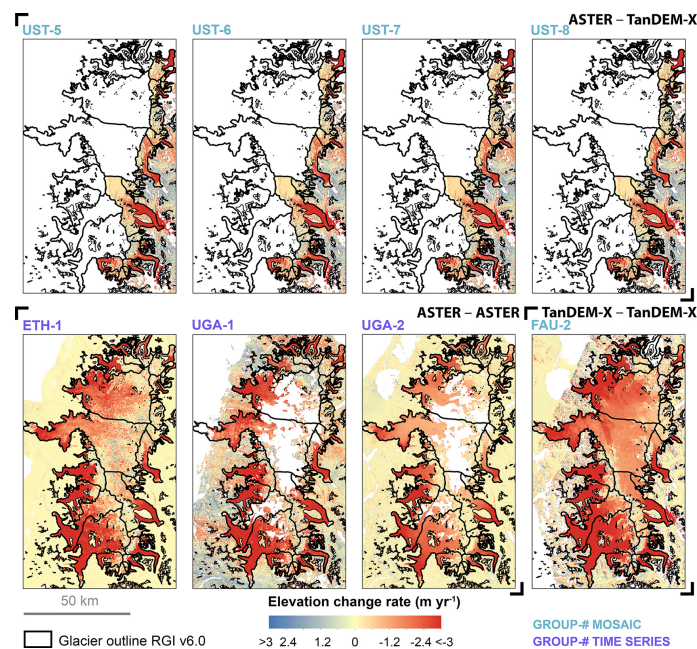 ASTER – TanDEM-X
UST-5 UST-6 UST-7 UST-8
ASTER – ASTER TanDEM-X – TanDEM-X
ETH-1 UGA-1 UGA-2 FAU-2
50 km
Elevation change rate (m yr⁻¹)
>3 2.4 1.2 0 -1.2 -2.4 <-3
Glacier outline RGI v6.0
GROUP-# MOSAIC
GROUP-# TIME SERIES